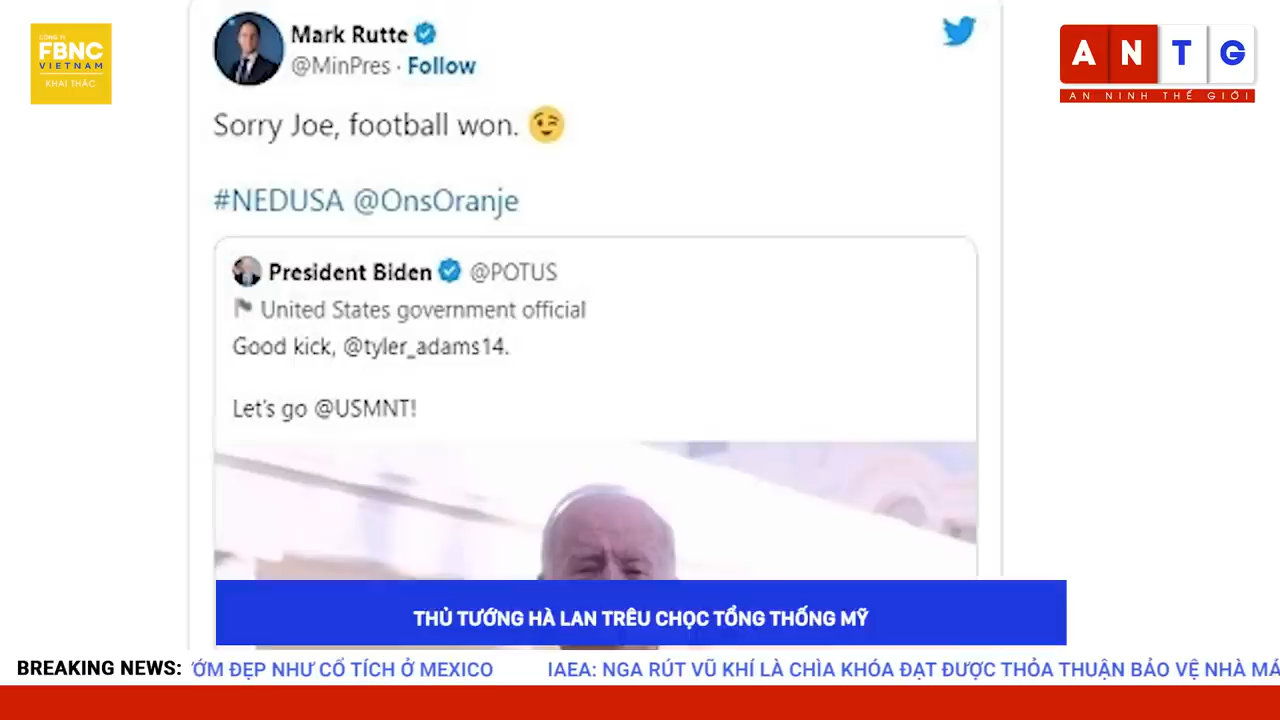 CÔNG TY
FBNC
VIETNAM
KHAI THÁC
Mark Rutte
@MinPres · Follow
Sorry Joe, football won. 😉
#NEDUSA @OnsOranje
President Biden @POTUS
United States government official
Good kick, @tyler_adams14.
Let's go @USMNT!
ANTG
AN NINH THẾ GIỚI
THỦ TƯỚNG HÀ LAN TRÊU CHỌC TỔNG THỐNG MỸ
BREAKING NEWS: ƯỚM ĐẸP NHƯ CỔ TÍCH Ở MEXICO IAEA: NGA RÚT VŨ KHÍ LÀ CHÌA KHÓA ĐẠT ĐƯỢC THỎA THUẬN BẢO VỆ NHÀ MÁ